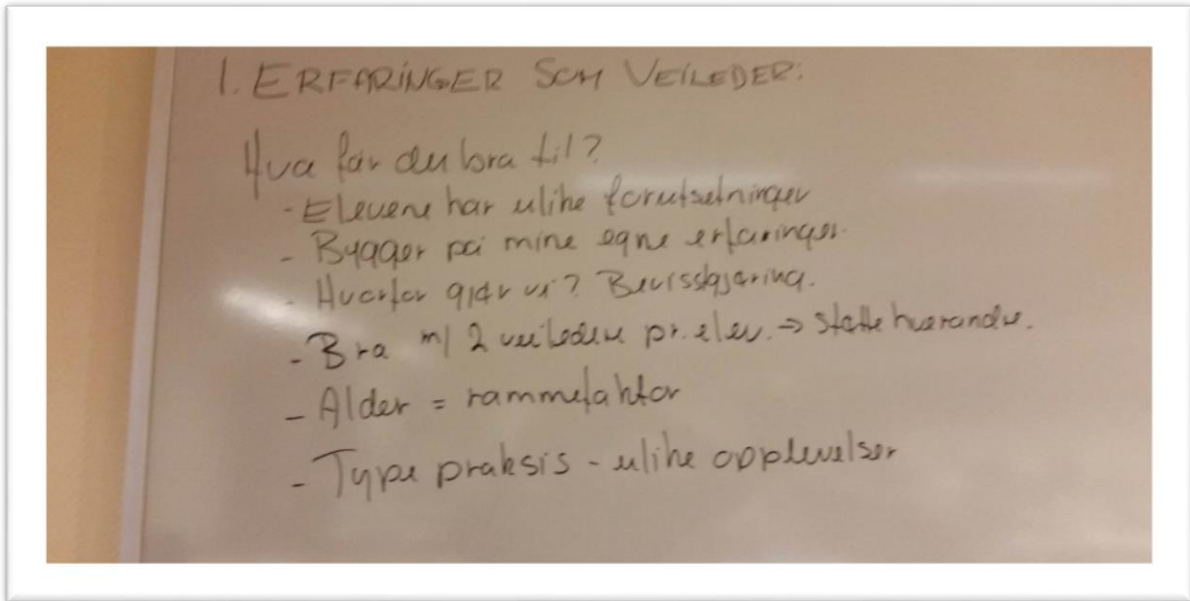 1. ERFARINGER SOM VEILEDER:
Hva får du bra til?
- Elevene har ulike forutsetninger
- Bygger på mine egne erfaringer.
- Hvorfor gjør vi? Bevisstgjøring.
- Bra m/ 2 veiledere pr. elev. → støtte hverandre.
- Alder = rammefaktor
- Type praksis - ulike opplevelser